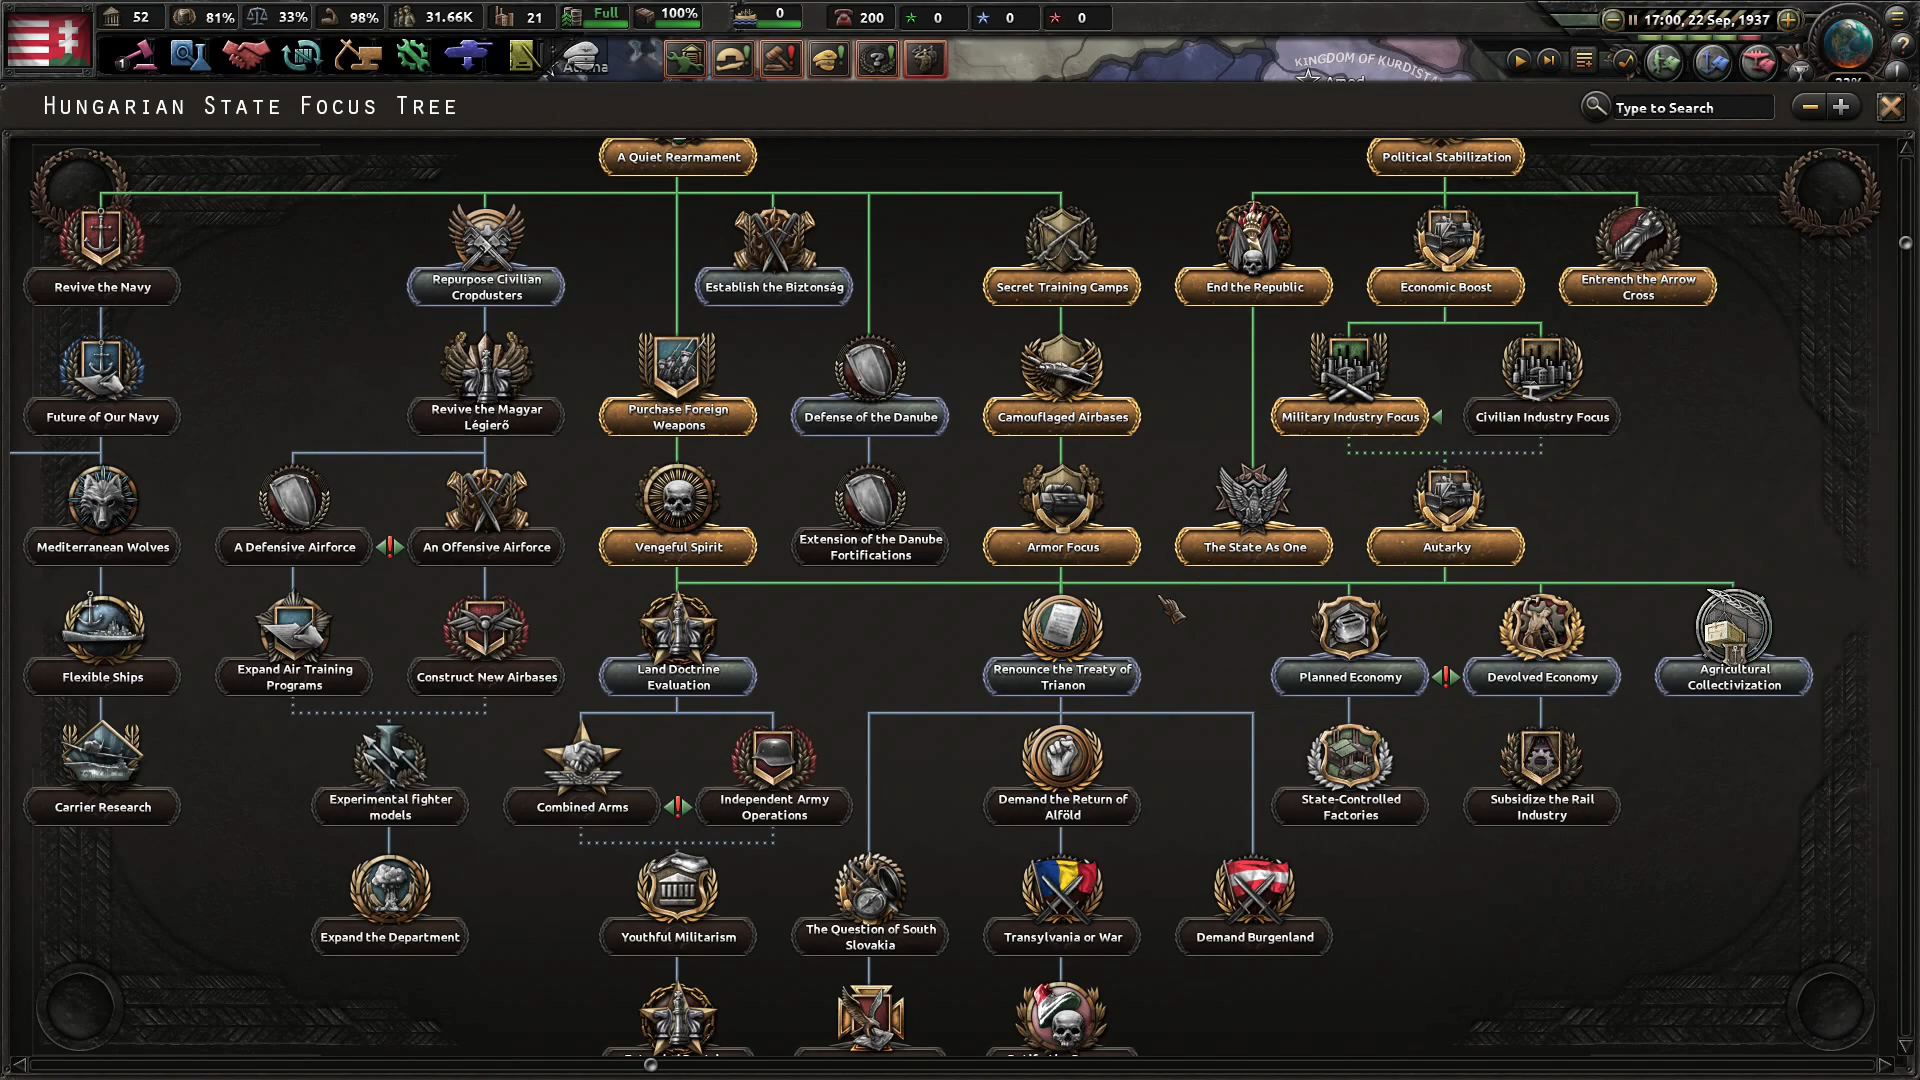 52
81%
33%
98%
31.66K
21
Full
100%
0
200
0
0
0
17:00, 22 Sep, 1937
1
KINGDOM OF KURDISTA
HUNGARIAN STATE FOCUS TREE
Type to Search
A Quiet Rearmament
Political Stabilization
Revive the Navy
Repurpose Civilian
Cropdusters
Establish the Biztonság
Secret Training Camps
End the Republic
Economic Boost
Entrench the Arrow
Cross
Future of Our Navy
Revive the Magyar
Légierő
Purchase Foreign
Weapons
Defense of the Danube
Camouflaged Airbases
Military Industry Focus
Civilian Industry Focus
Mediterranean Wolves
A Defensive Airforce
An Offensive Airforce
Vengeful Spirit
Extension of the Danube
Fortifications
Armor Focus
The State As One
Autarky
Flexible Ships
Expand Air Training
Programs
Construct New Airbases
Land Doctrine
Evaluation
Renounce the Treaty of
Trianon
Planned Economy
Devolved Economy
Agricultural
Collectivization
Carrier Research
Experimental fighter
models
Combined Arms
Independent Army
Operations
Demand the Return of
Alföld
State-Controlled
Factories
Subsidize the Rail
Industry
Expand the Department
Youthful Militarism
The Question of South
Slovakia
Transylvania or War
Demand Burgenland